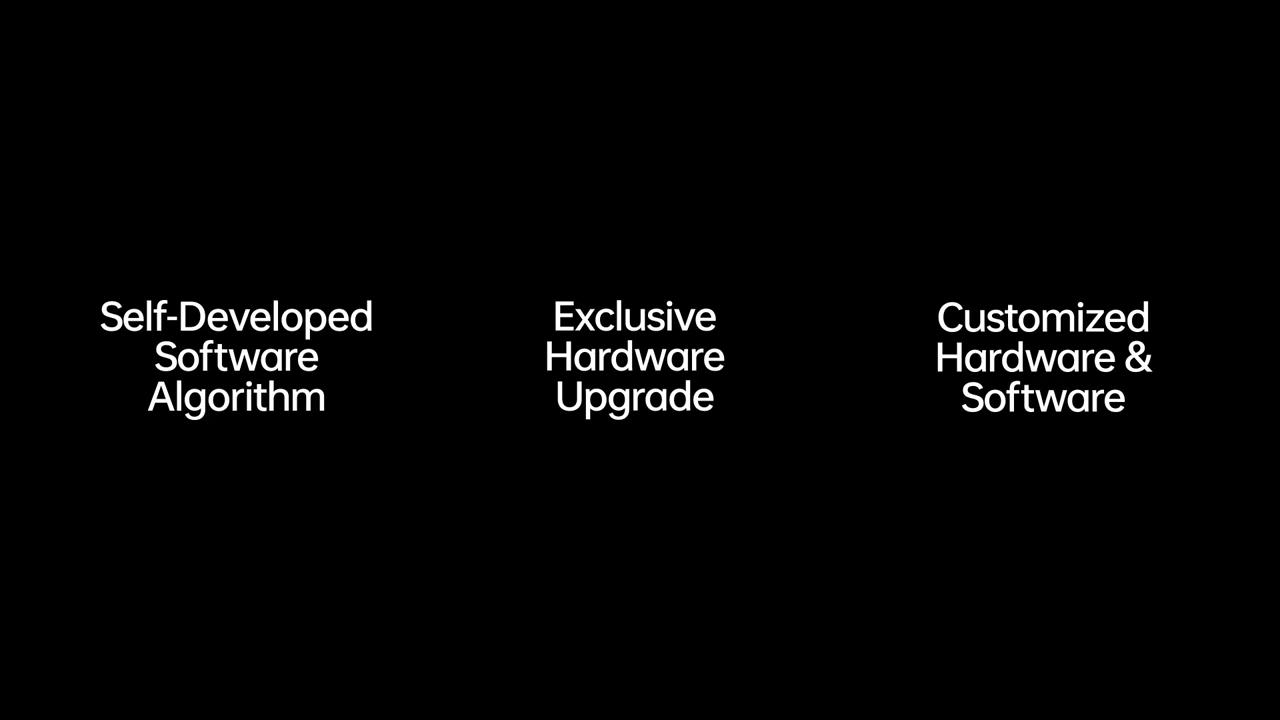 Self-Developed
Software
Algorithm
Exclusive
Hardware
Upgrade
Customized
Hardware &
Software